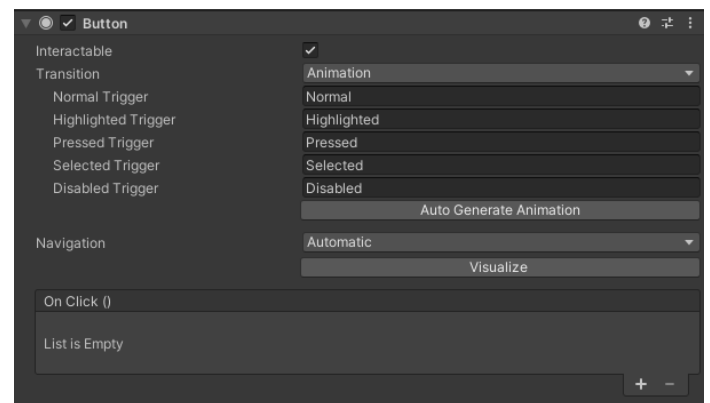 Button
Interactable
Transition Animation
Normal Trigger Normal
Highlighted Trigger Highlighted
Pressed Trigger Pressed
Selected Trigger Selected
Disabled Trigger Disabled
Auto Generate Animation
Navigation Automatic
Visualize
On Click ()
List is Empty
+ −